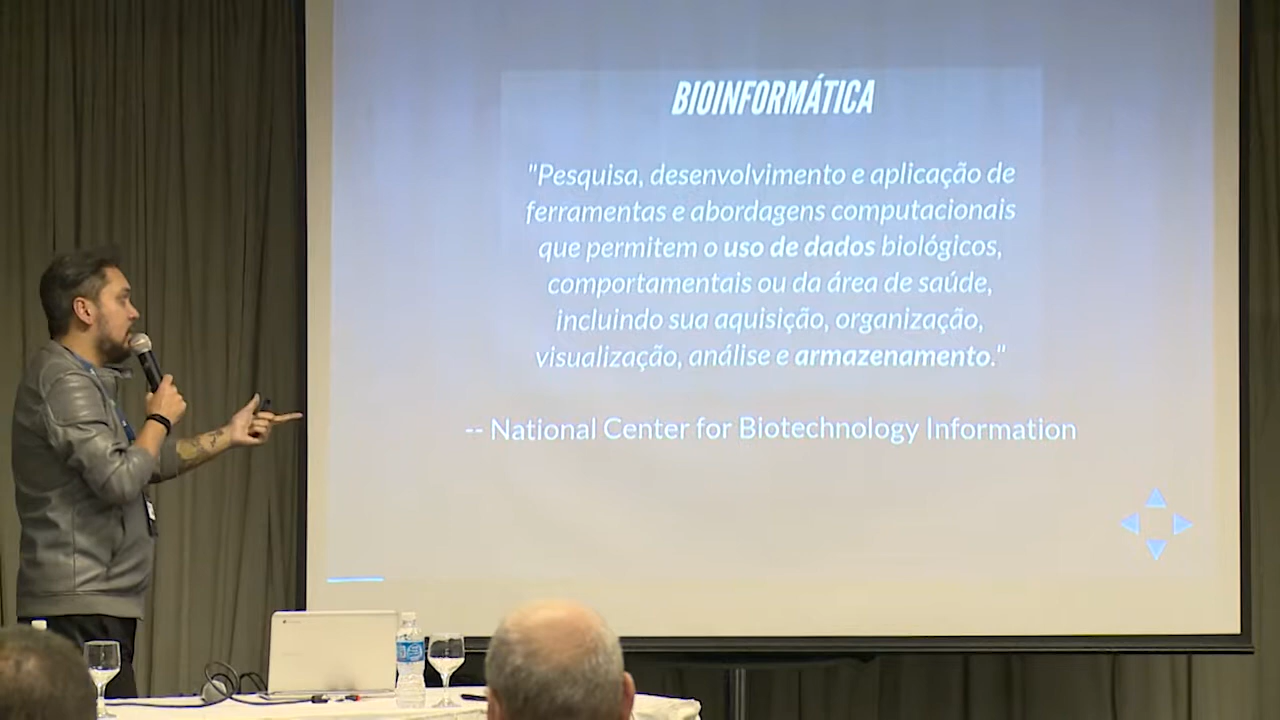 BIOINFORMÁTICA
"Pesquisa, desenvolvimento e aplicação de
ferramentas e abordagens computacionais
que permitem o uso de dados biológicos,
comportamentais ou da área de saúde,
incluindo sua aquisição, organização,
visualização, análise e armazenamento."
-- National Center for Biotechnology Information